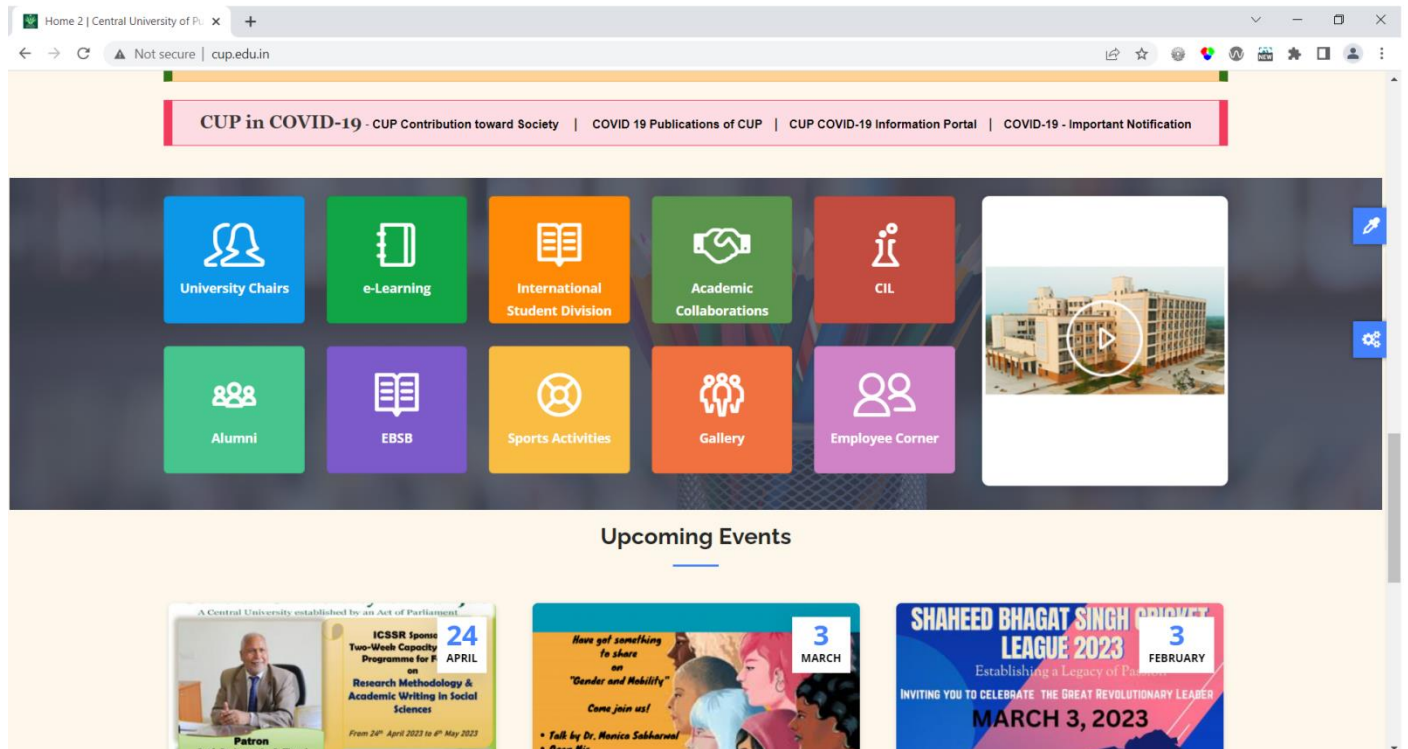 Home 2 | Central University of Pu
Not secure | cup.edu.in
NEW
CUP in COVID-19 - CUP Contribution toward Society | COVID 19 Publications of CUP | CUP COVID-19 Information Portal | COVID-19 - Important Notification
University Chairs
e-Learning
International
Student Division
Academic
Collaborations
CIL
Alumni
EBSB
Sports Activities
Gallery
Employee Corner
Upcoming Events
A Central University established by an Act of Parliament
ICSSR Sponso
Two-Week Capacity
Programme for F
on
Research Methodology &
Academic Writing in Social
Sciences
From 24th April 2023 to 6th May 2023
Patron
24
APRIL
Have got something
to share
on
"Gender and Mobility"
Come join us!
• Talk by Dr. Monica Sabharwal
• Open Mic
3
MARCH
SHAHEED BHAGAT SINGH CRICKET
LEAGUE 2023
Establishing a Legacy of Passion
INVITING YOU TO CELEBRATE THE GREAT REVOLUTIONARY LEADER
MARCH 3, 2023
3
FEBRUARY